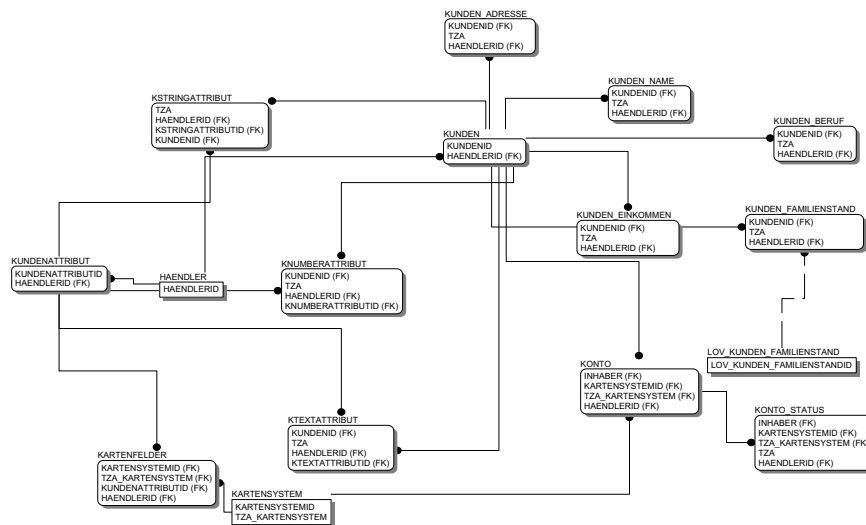 KUNDEN_ADRESSE
KUNDENID (FK)
TZA
HAENDLERID (FK)
KUNDEN_NAME
KUNDENID (FK)
TZA
HAENDLERID (FK)
KSTRINGATTRIBUT
TZA
HAENDLERID (FK)
KSTRINGATTRIBUTID (FK)
KUNDENID (FK)
KUNDEN_BERUF
KUNDENID (FK)
TZA
HAENDLERID (FK)
KUNDEN
KUNDENID
HAENDLERID (FK)
KUNDEN_EINKOMMEN
KUNDENID (FK)
TZA
HAENDLERID (FK)
KUNDEN_FAMILIENSTAND
KUNDENID (FK)
TZA
HAENDLERID (FK)
KUNDENATTRIBUT
KUNDENATTRIBUTID
HAENDLERID (FK)
HAENDLER
HAENDLERID
KNUMBERATTRIBUT
KUNDENID (FK)
TZA
HAENDLERID (FK)
KNUMBERATTRIBUTID (FK)
LOV_KUNDEN_FAMILIENSTAND
LOV_KUNDEN_FAMILIENSTANDID
KONTO
INHABER (FK)
KARTENSYSTEMID (FK)
TZA_KARTENSYSTEM (FK)
HAENDLERID (FK)
KONTO_STATUS
INHABER (FK)
KARTENSYSTEMID (FK)
TZA_KARTENSYSTEM (FK)
TZA
HAENDLERID (FK)
KTEXTATTRIBUT
KUNDENID (FK)
TZA
HAENDLERID (FK)
KTEXTATTRIBUTID (FK)
KARTENFELDER
KARTENSYSTEMID (FK)
TZA_KARTENSYSTEM (FK)
KUNDENATTRIBUTID (FK)
HAENDLERID (FK)
KARTENSYSTEM
KARTENSYSTEMID
TZA_KARTENSYSTEM